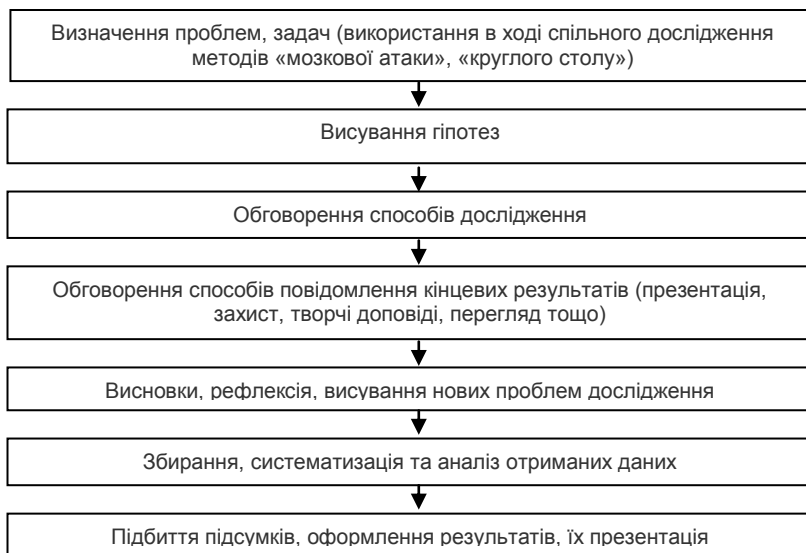 Визначення проблем, задач (використання в ході спільного дослідження
методів «мозкової атаки», «круглого столу»)
Висування гіпотез
Обговорення способів дослідження
Обговорення способів повідомлення кінцевих результатів (презентація,
захист, творчі доповіді, перегляд тощо)
Висновки, рефлексія, висування нових проблем дослідження
Збирання, систематизація та аналіз отриманих даних
Підбиття підсумків, оформлення результатів, їх презентація